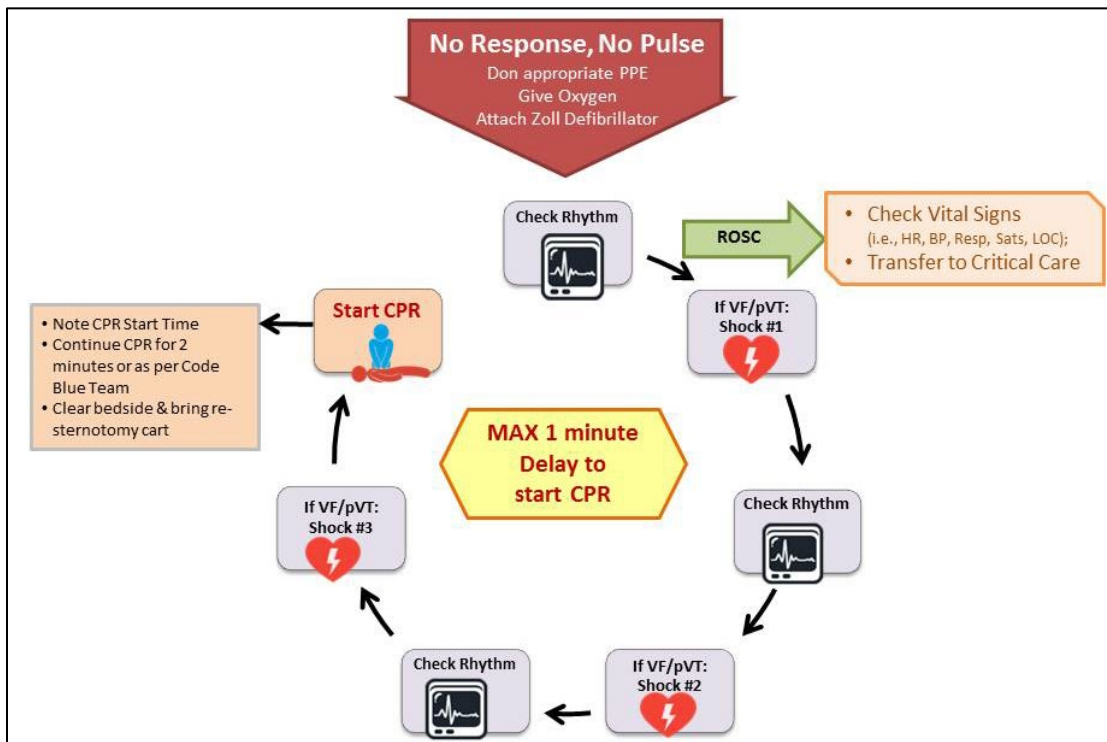 No Response, No Pulse
Don appropriate PPE
Give Oxygen
Attach Zoll Defibrillator
Check Rhythm
ROSC
• Check Vital Signs
(i.e., HR, BP, Resp, Sats, LOC);
• Transfer to Critical Care
If VF/pVT:
Shock #1
Check Rhythm
If VF/pVT:
Shock #2
Check Rhythm
If VF/pVT:
Shock #3
Start CPR
• Note CPR Start Time
• Continue CPR for 2
minutes or as per Code
Blue Team
• Clear bedside & bring re-
sternotomy cart
MAX 1 minute
Delay to
start CPR